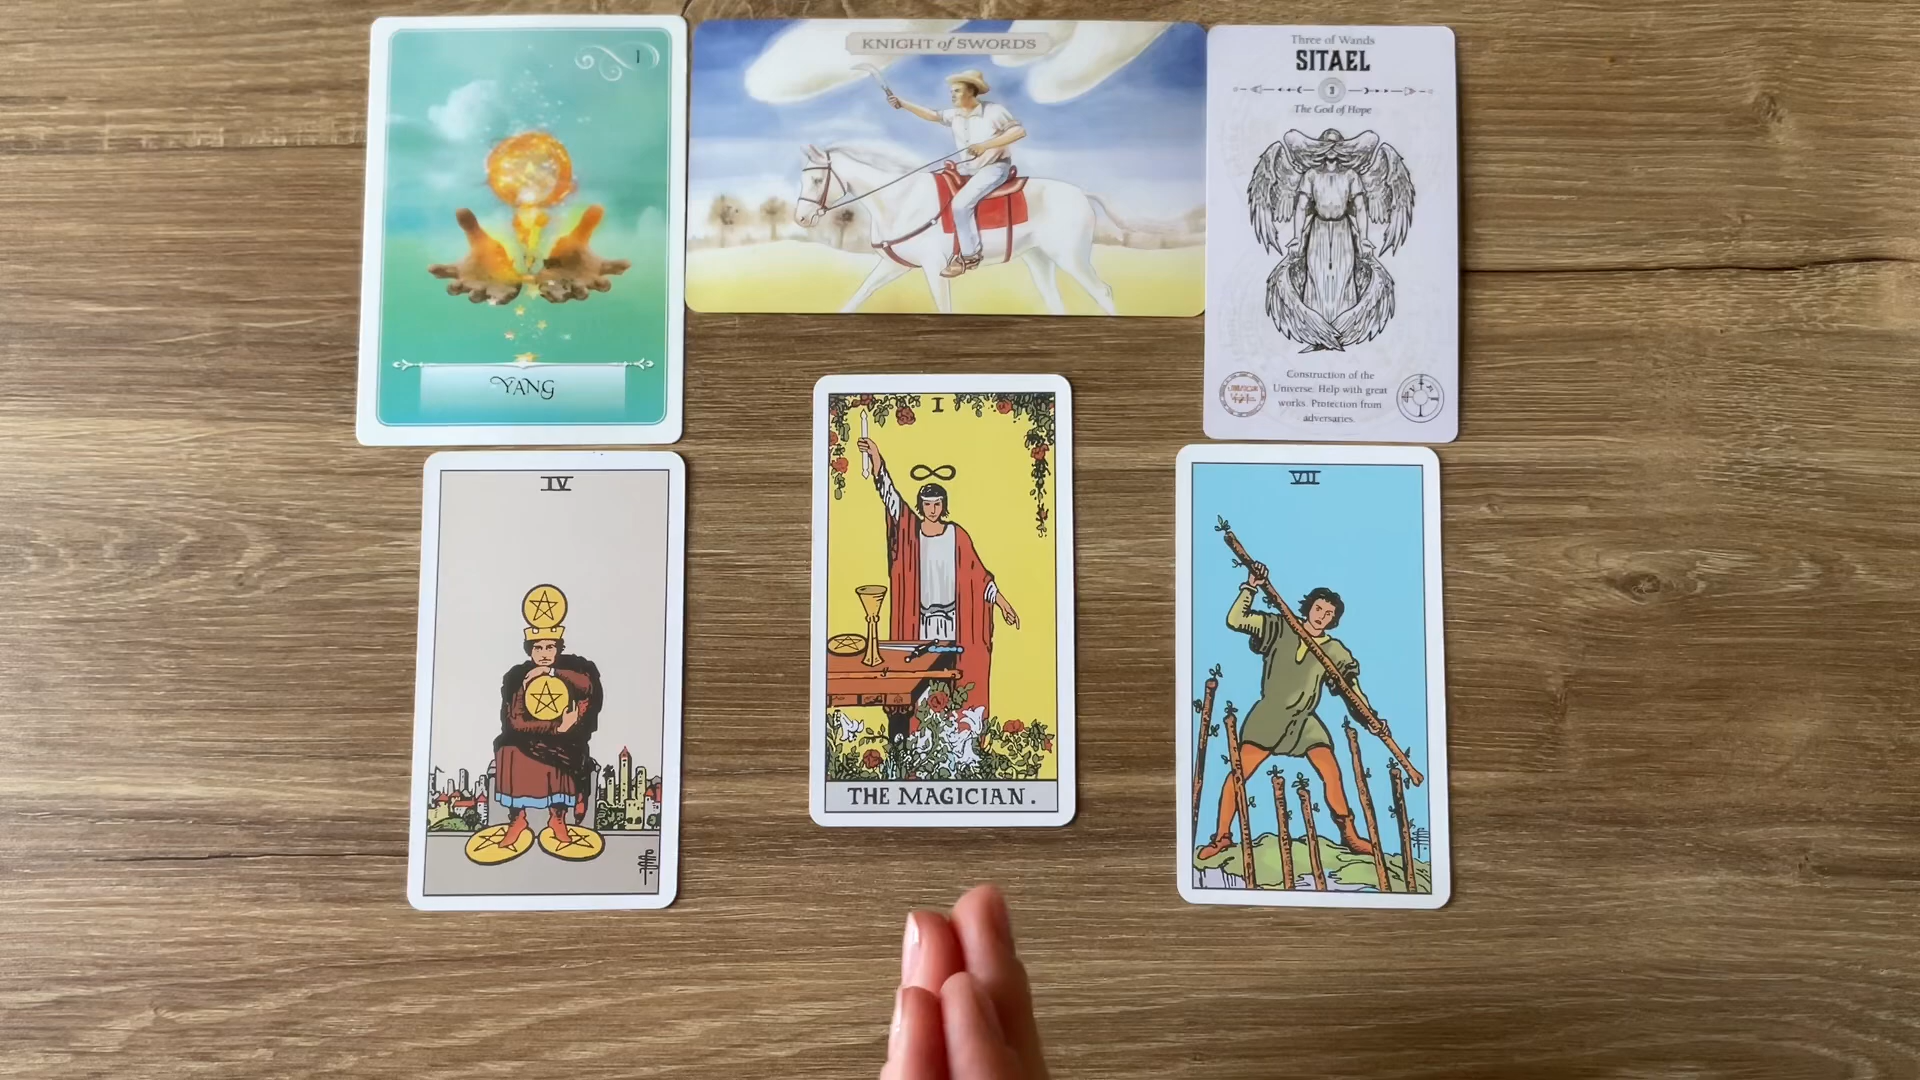 I
YANG
KNIGHT of SWORDS
Three of Wands
SITAEL
3
The God of Hope
Construction of the
Universe. Help with great
works. Protection from
adversaries.
IV
I
THE MAGICIAN.
VII